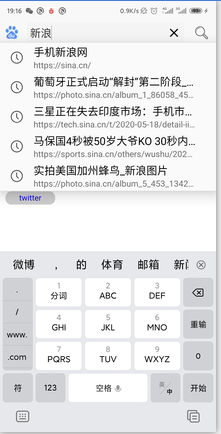 19:16 0.9K/s
新浪
手机新浪网
https://sina.cn/
葡萄牙正式启动“解封”第二阶段_...
https://photo.sina.cn/album_1_86058_45...
三星正在失去印度市场：手机市...
https://tech.sina.cn/t/2020-05-18/detail-ii...
马保国4秒被50岁大爷KO 30秒内...
https://sports.sina.cn/others/wushu/202...
实拍美国加州蜂鸟_新浪图片
https://photo.sina.cn/album_5_453_1342...
twitter
微博 ， 的 体育 邮箱 新闻
1 2 3
分词 ABC DEF
/ 4 5 6
GHI JKL MNO 重输
www. 7 8 9
PQRS TUV WXYZ 0
.com
符 123 空格 英/中 开始